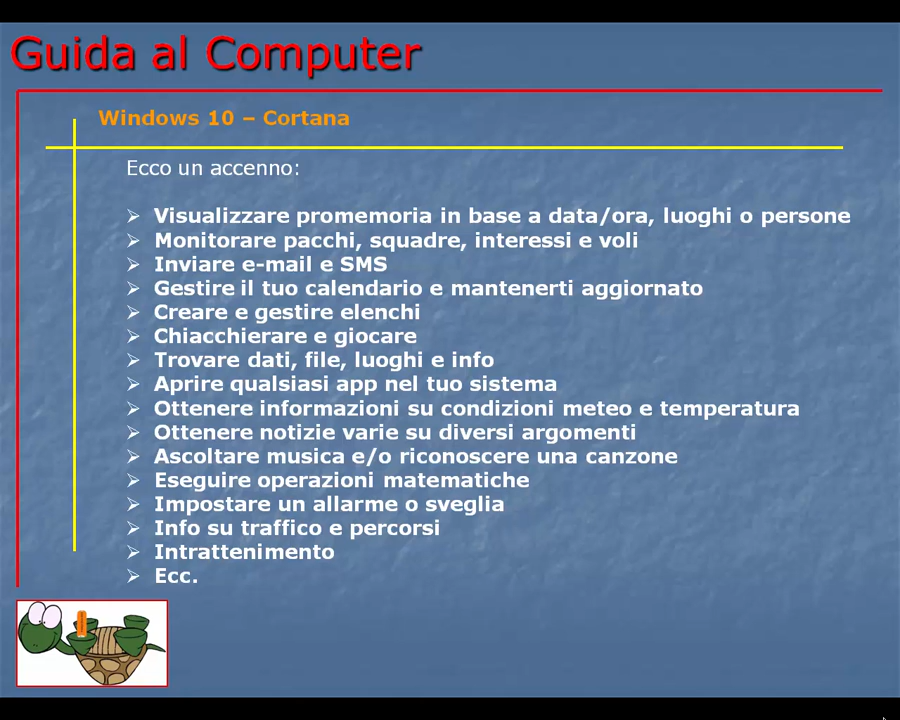 Guida al Computer
Windows 10 – Cortana
Ecco un accenno:
Visualizzare promemoria in base a data/ora, luoghi o persone
Monitorare pacchi, squadre, interessi e voli
Inviare e-mail e SMS
Gestire il tuo calendario e mantenerti aggiornato
Creare e gestire elenchi
Chiacchierare e giocare
Trovare dati, file, luoghi e info
Aprire qualsiasi app nel tuo sistema
Ottenere informazioni su condizioni meteo e temperatura
Ottenere notizie varie su diversi argomenti
Ascoltare musica e/o riconoscere una canzone
Eseguire operazioni matematiche
Impostare un allarme o sveglia
Info su traffico e percorsi
Intrattenimento
Ecc.